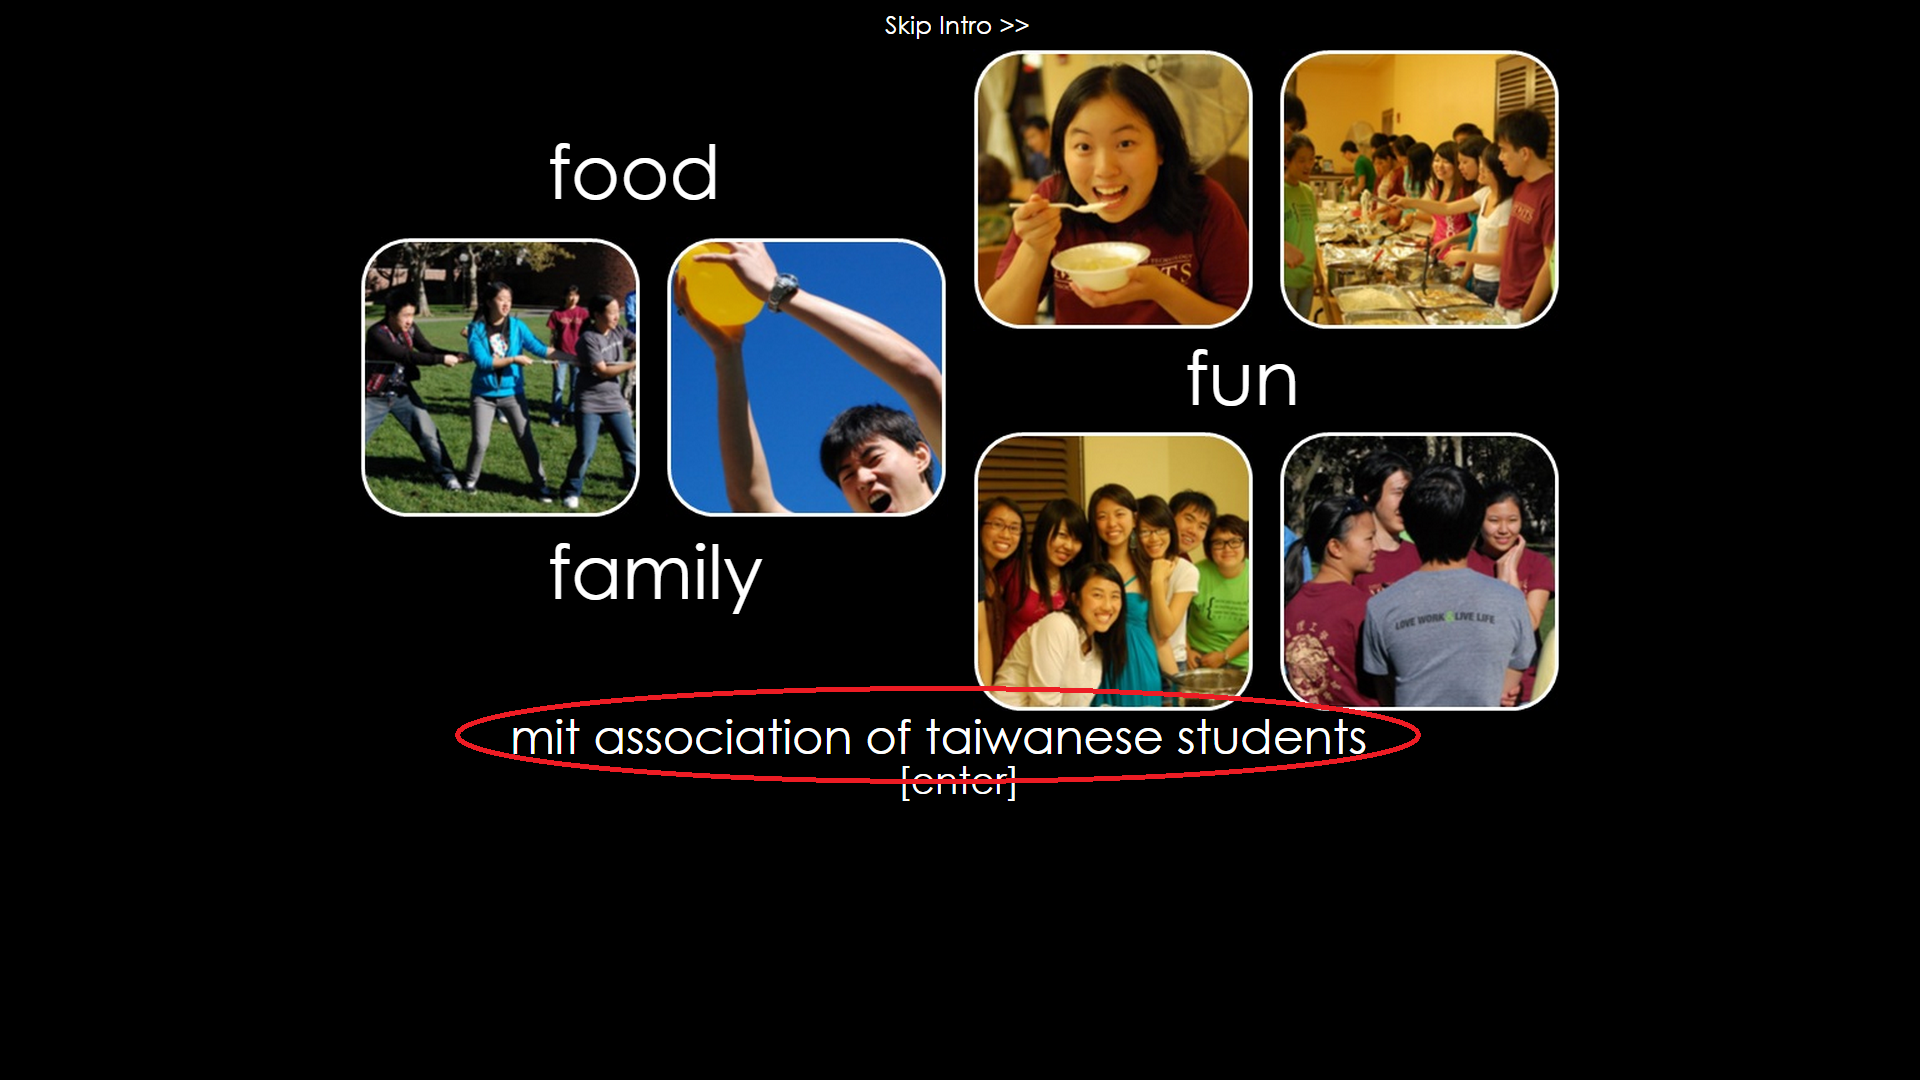 Skip Intro >>
food
fun
family
LOVE WORK & LIVE LIFE
mit association of taiwanese students
[enter]